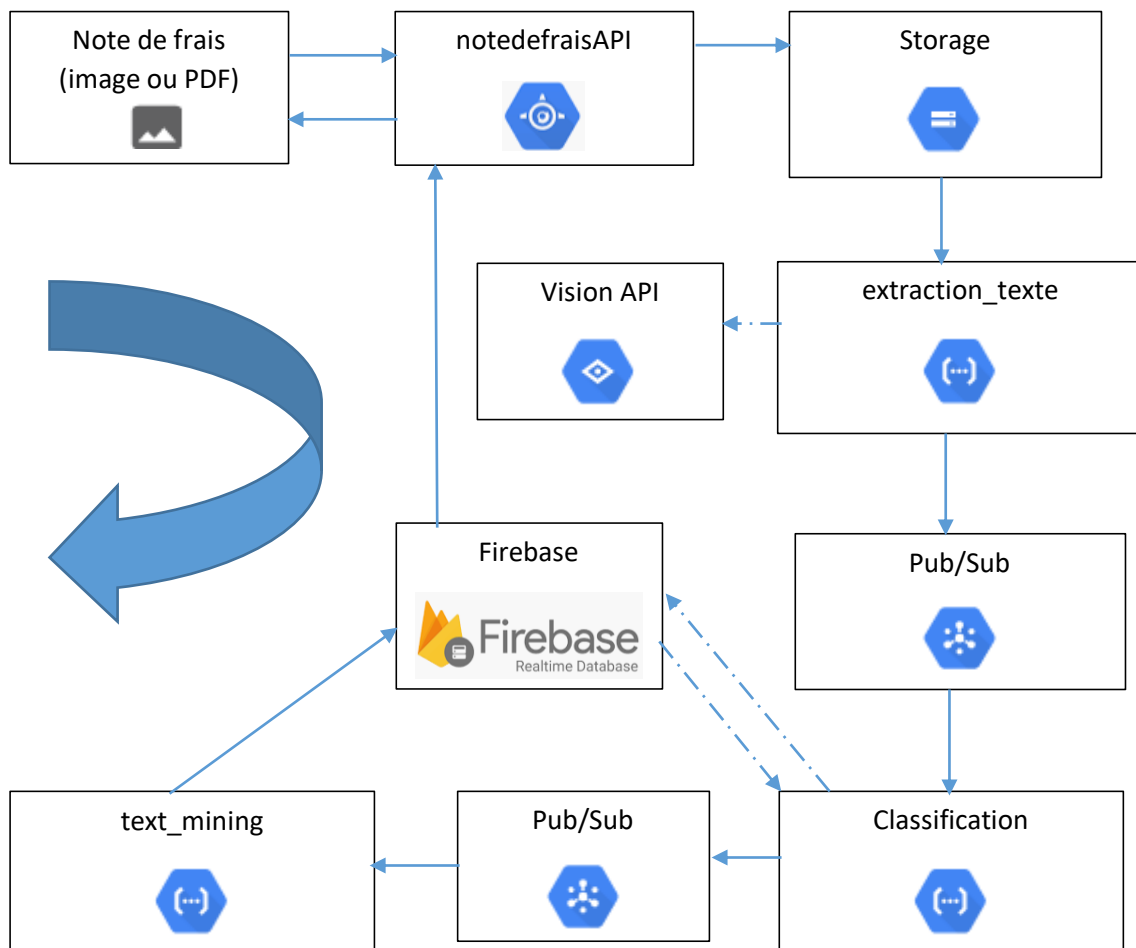 Note de frais
(image ou PDF)
notedefraisAPI
Storage
Vision API
extraction_texte
Firebase
Firebase
Realtime Database
Pub/Sub
text_mining
Pub/Sub
Classification